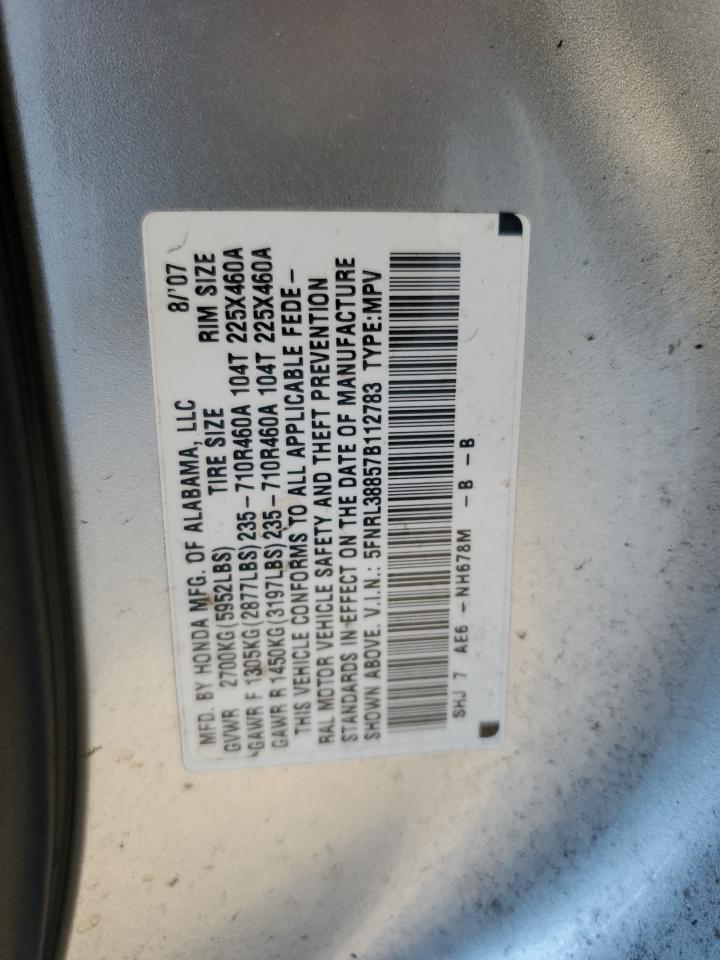 8/'07
MFD. BY HONDA MFG. OF ALABAMA, LLC
GVWR 2700KG(5952LBS) TIRE SIZE RIM SIZE
GAWR F 1305KG(2877LBS)235-710R460A 104T 225X460A
GAWR R 1450KG(3197LBS)235-710R460A 104T 225X460A
THIS VEHICLE CONFORMS TO ALL APPLICABLE FEDE-
RAL MOTOR VEHICLE SAFETY AND THEFT PREVENTION
STANDARDS IN EFFECT ON THE DATE OF MANUFACTURE
SHOWN ABOVE. V.I.N.: 5FNRL38857B112783 TYPE:MPV
SHJ 7 AE6 -NH678M -B -B